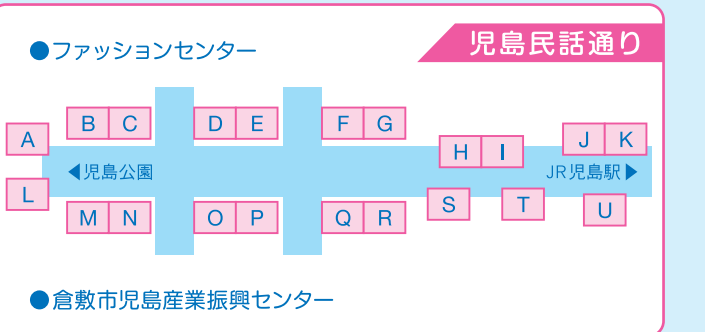 児島民話通り
●ファッションセンター
A B C D E F G H I J K
◀児島公園 JR児島駅▶
L M N O P Q R S T U
●倉敷市児島産業振興センター